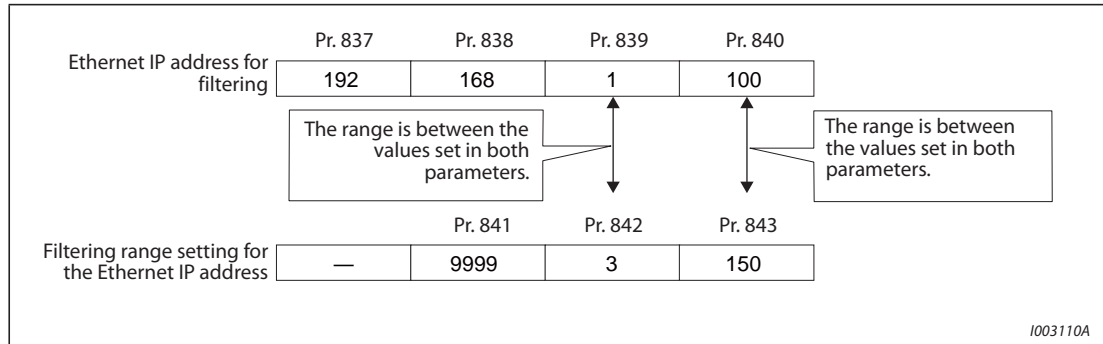 Pr. 837 Pr. 838 Pr. 839 Pr. 840
Ethernet IP address for
filtering
192 168 1 100
The range is between the
values set in both
parameters.
The range is between
the values set in both
parameters.
Pr. 841 Pr. 842 Pr. 843
Filtering range setting for
the Ethernet IP address
— 9999 3 150
I003110A